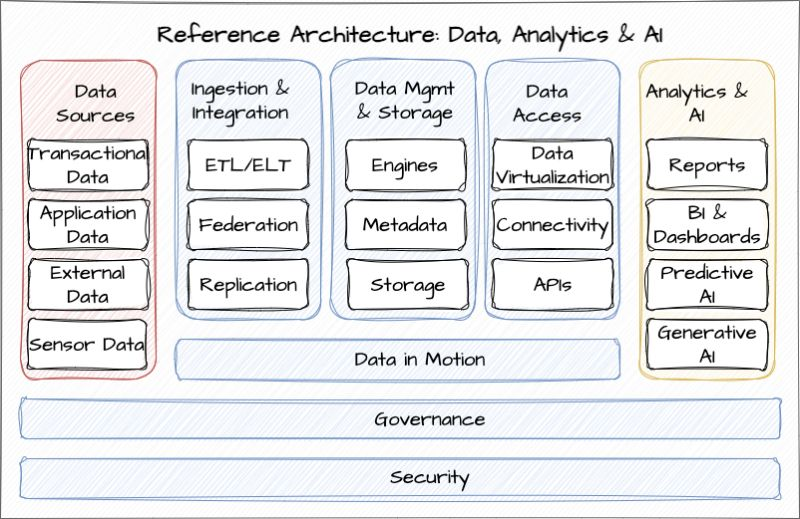 Reference Architecture: Data, Analytics & AI
Data
Sources
Transactional
Data
Application
Data
External
Data
Sensor Data
Ingestion &
Integration
ETL/ELT
Federation
Replication
Data Mgmt
& Storage
Engines
Metadata
Storage
Data
Access
Data
Virtualization
Connectivity
APIs
Analytics &
AI
Reports
BI &
Dashboards
Predictive
AI
Generative
AI
Data in Motion
Governance
Security